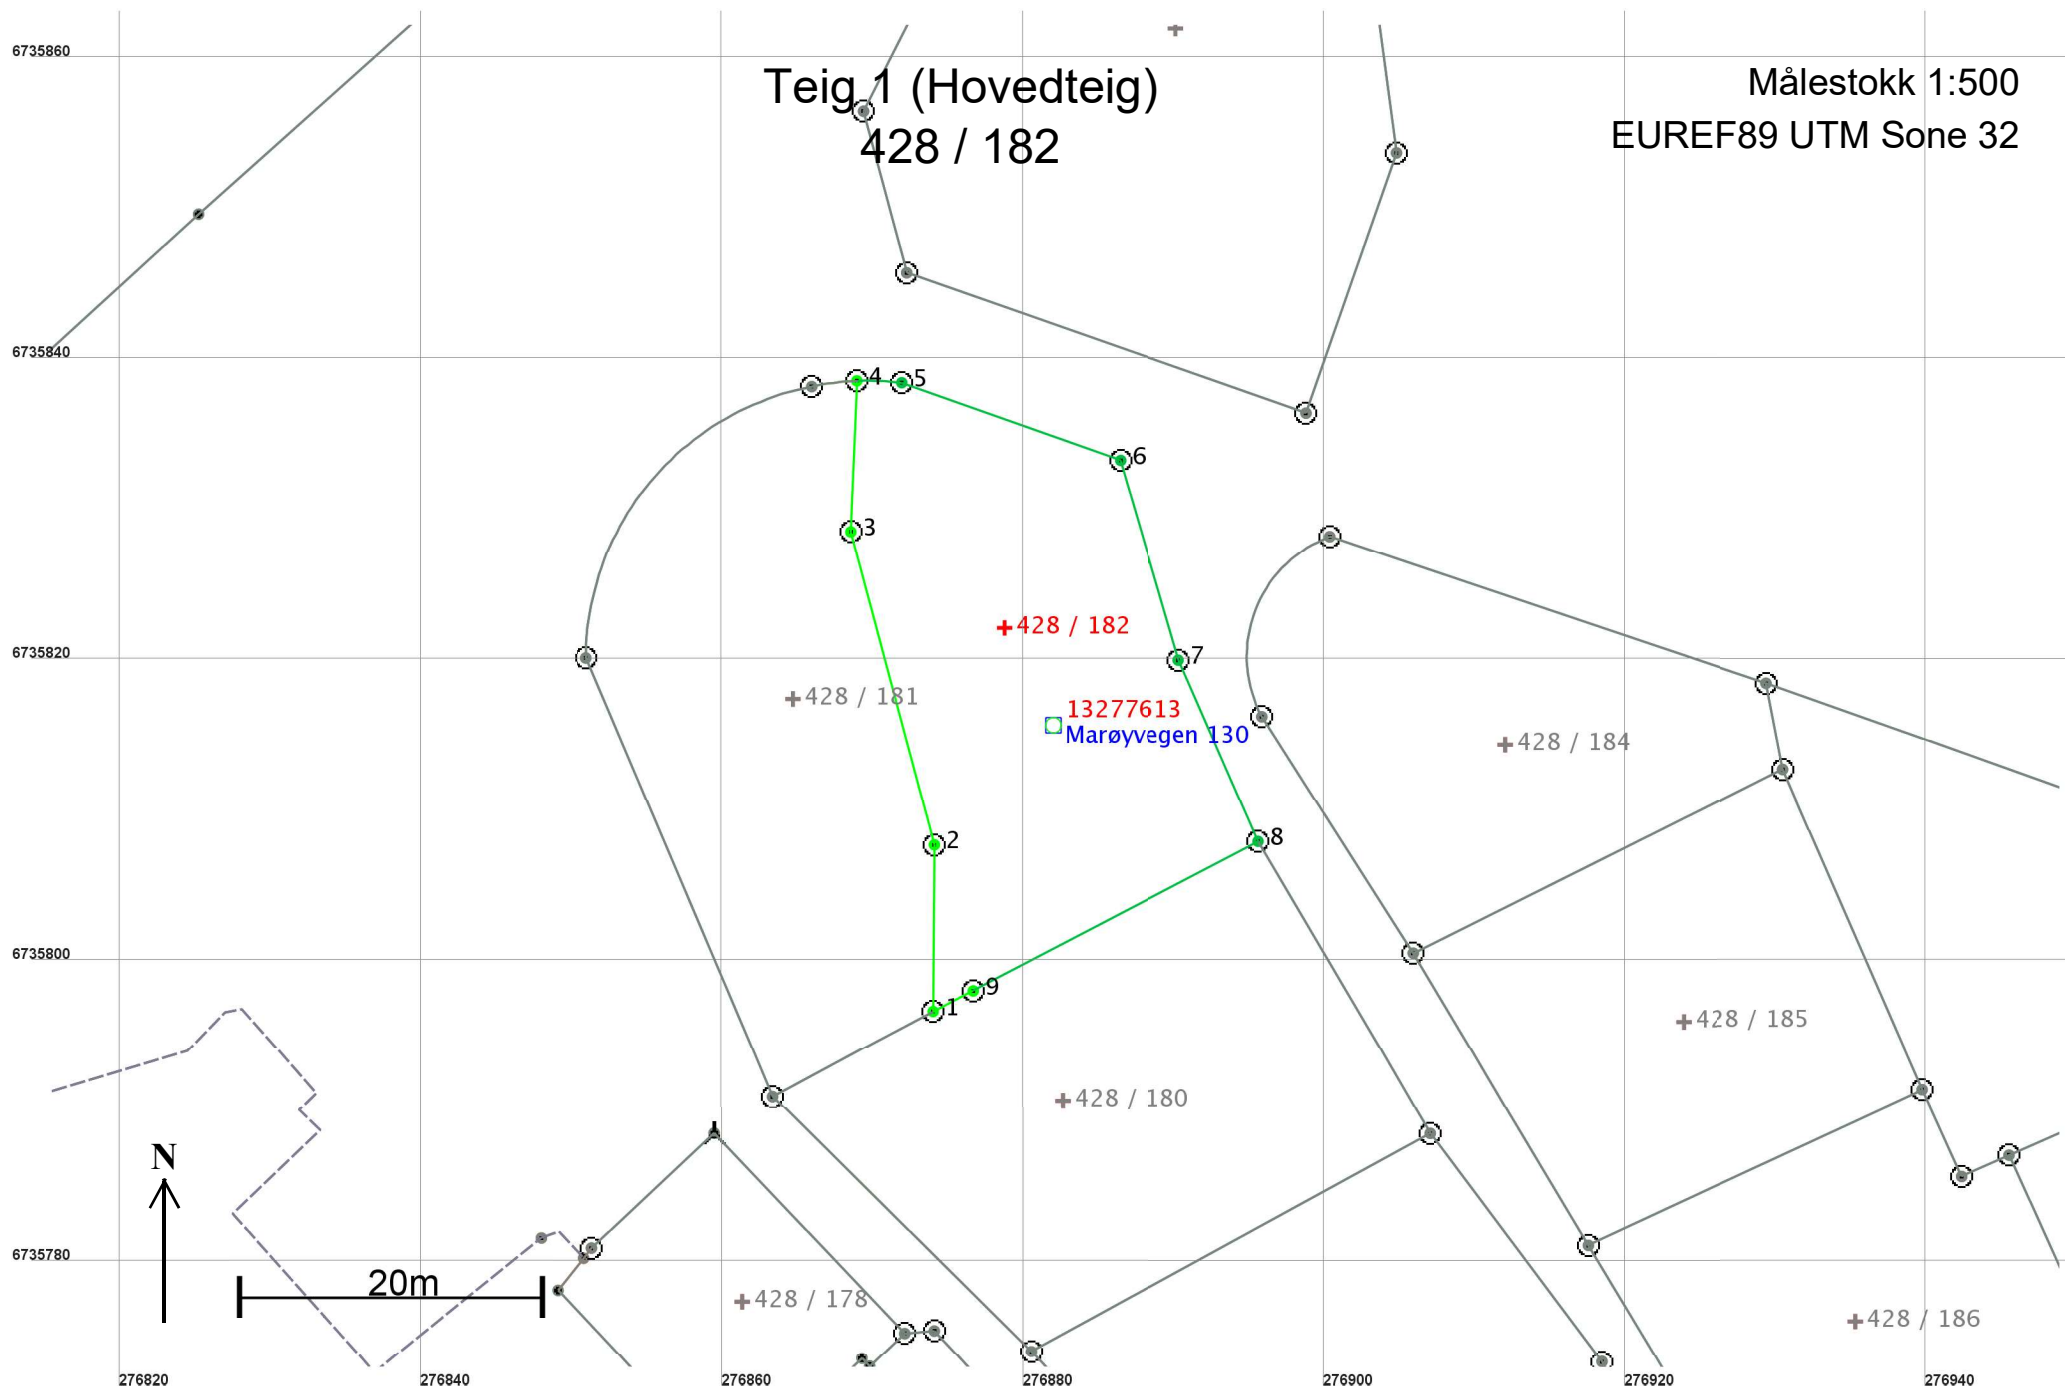 6735860
Teig 1 (Hovedteig)
428 / 182
Målestokk 1:500
EUREF89 UTM Sone 32
6735840
4
5
6
3
428 / 182
6735820
7
428 / 181
13277613
Marøyvegen 130
428 / 184
2
8
6735800
9
1
428 / 185
428 / 180
N
6735780
20m
428 / 178
428 / 186
276820
276840
276860
276880
276900
276920
276940